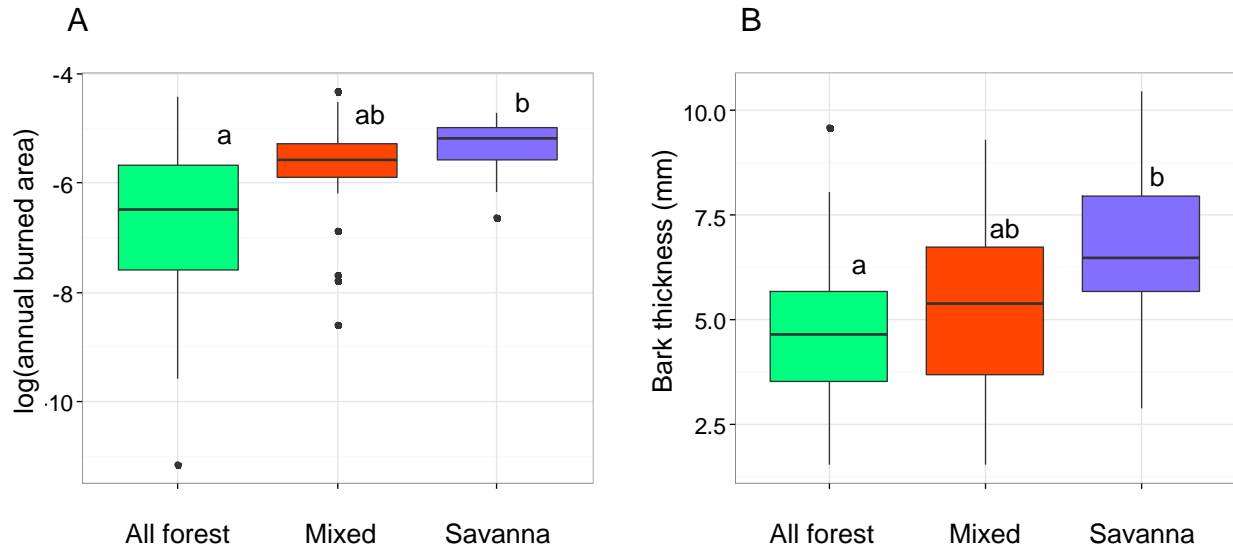 A
log(annual burned area)
-4
-6
-8
-10
a
ab
b
All forest
Mixed
Savanna
B
Bark thickness (mm)
10.0
7.5
5.0
2.5
a
ab
b
All forest
Mixed
Savanna